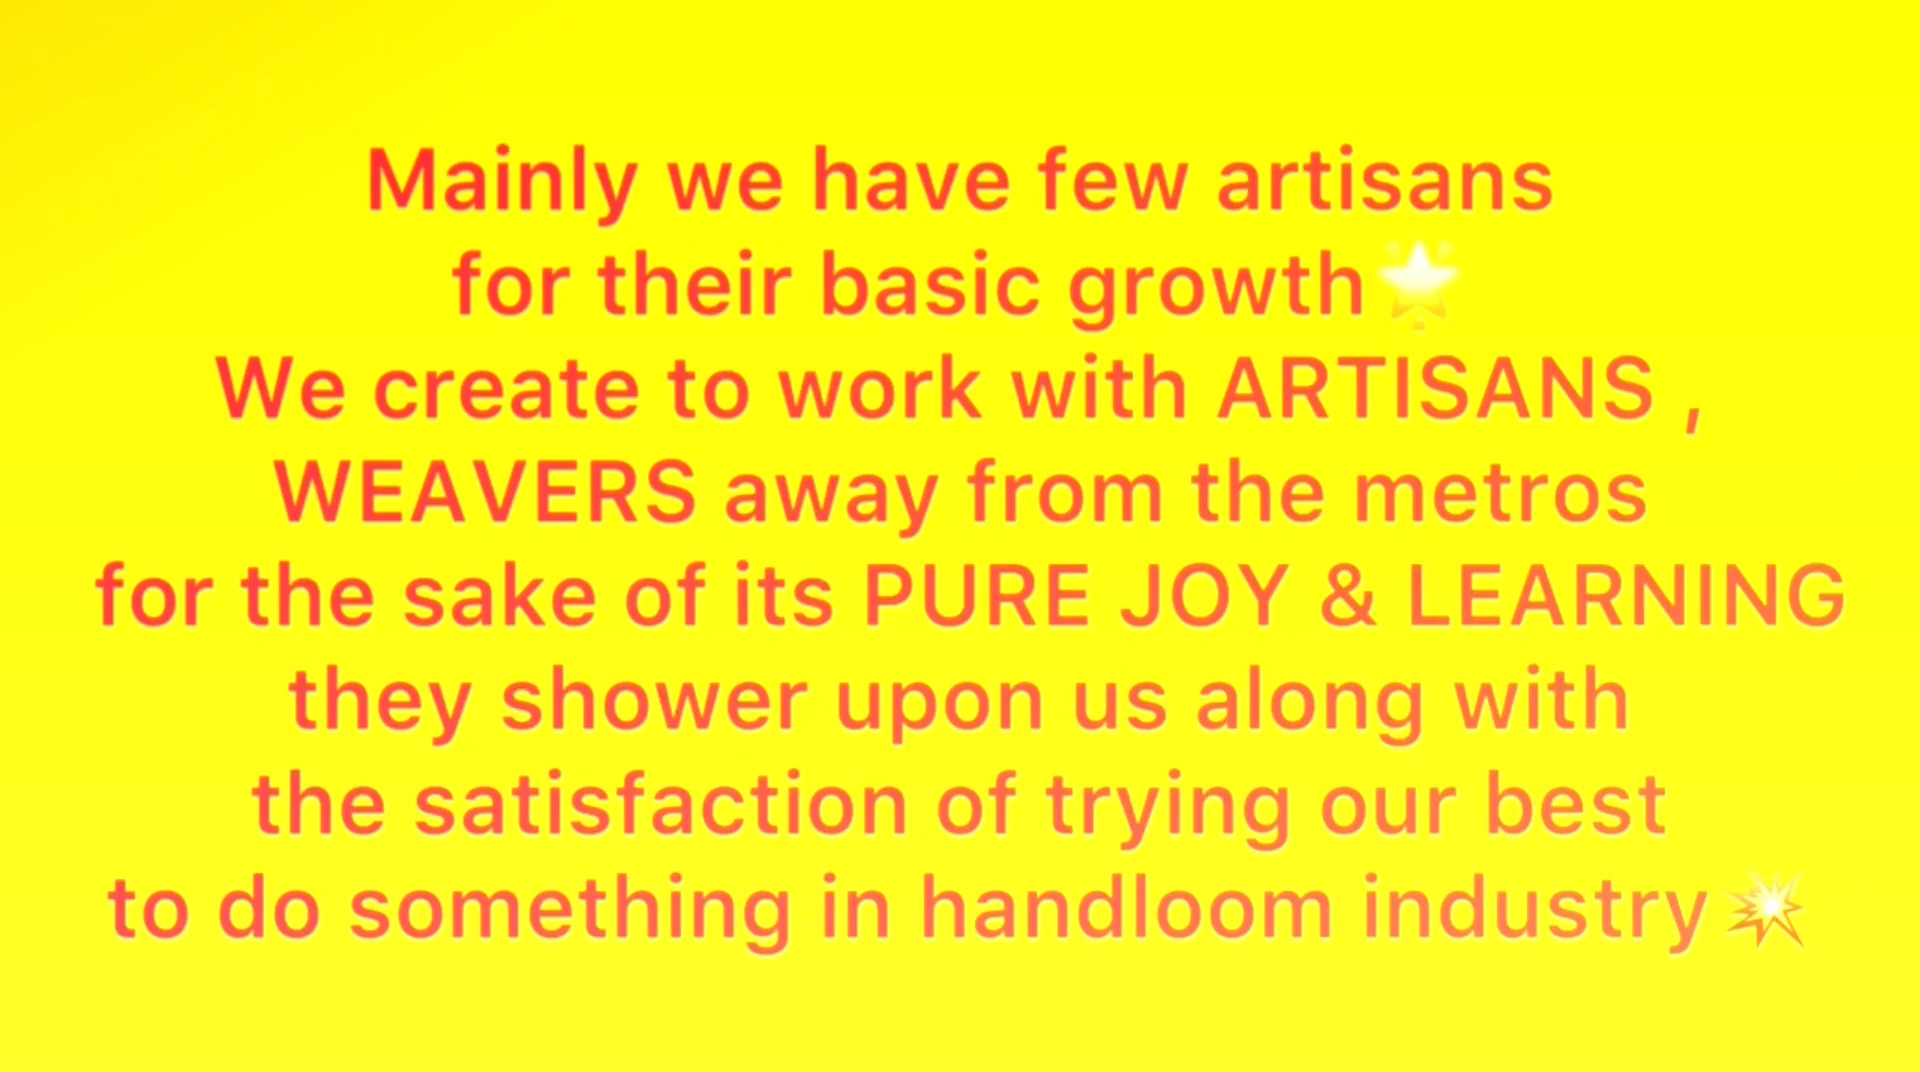 Mainly we have few artisans
for their basic growth🌟
We create to work with ARTISANS ,
WEAVERS away from the metros
for the sake of its PURE JOY & LEARNING
they shower upon us along with
the satisfaction of trying our best
to do something in handloom industry💥